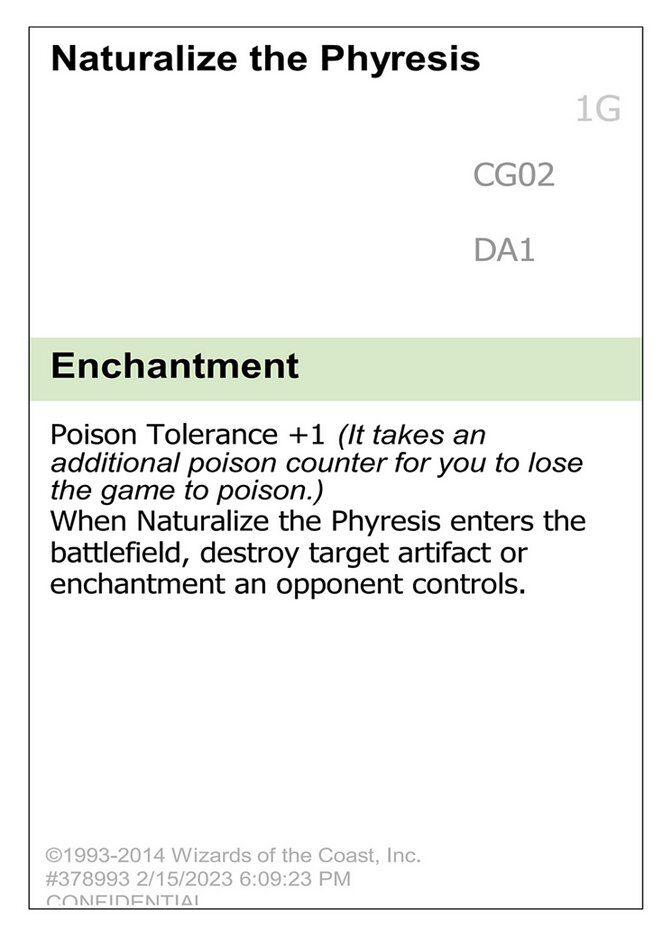 Naturalize the Phyresis
1G
CG02
DA1
Enchantment
Poison Tolerance +1 (It takes an
additional poison counter for you to lose
the game to poison.)
When Naturalize the Phyresis enters the
battlefield, destroy target artifact or
enchantment an opponent controls.
©1993-2014 Wizards of the Coast, Inc.
#378993 2/15/2023 6:09:23 PM
CONFIDENTIAL